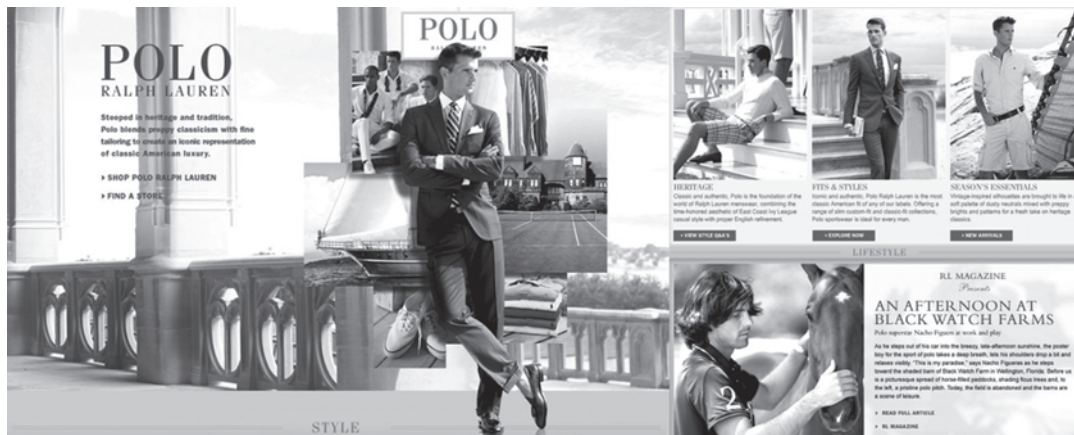 POLO
RALPH LAUREN
Steeped in heritage and tradition,
Polo blends preppy classicism with fine
tailoring to create an iconic representation
of classic American luxury.
SHOP POLO RALPH LAUREN
FIND A STORE
POLO
RALPH LAUREN
STYLE
HERITAGE
Classic and authentic, Polo is the foundation of the
world of Ralph Lauren menswear, combining the
time-honored aesthetic of East Coast Ivy League
casual style with proper English refinement.
VIEW STYLE Q&A'S
FITS & STYLES
Iconic and authentic, Polo Ralph Lauren is the most
classic American fit of any of our labels. Offering a
range of slim custom-fit and classic-fit collections,
Polo sportswear is ideal for every man.
EXPLORE NOW
SEASON'S ESSENTIALS
Vintage-inspired silhouettes are brought to life in a
soft palette of dusty neutrals mixed with preppy
brights and patterns for a fresh take on heritage
classics.
NEW ARRIVALS
LIFESTYLE
2
RL MAGAZINE
Presents
AN AFTERNOON AT
BLACK WATCH FARMS
Polo superstar Nacho Figueras at work and play
As he steps out of his car into the breezy, late-afternoon sunshine, the poster
boy for the sport of polo takes a deep breath, lets his shoulders drop a bit and
relaxes visibly. "This is my paradise," says Nacho Figueras as he steps
toward the shaded barn of Black Watch Farm in Wellington, Florida. Before us
is a picturesque spread of horse-filled paddocks, shading ficus trees and, to
the left, a pristine polo pitch. Today, the field is abandoned and the barns are
a scene of leisure.
READ FULL ARTICLE
RL MAGAZINE